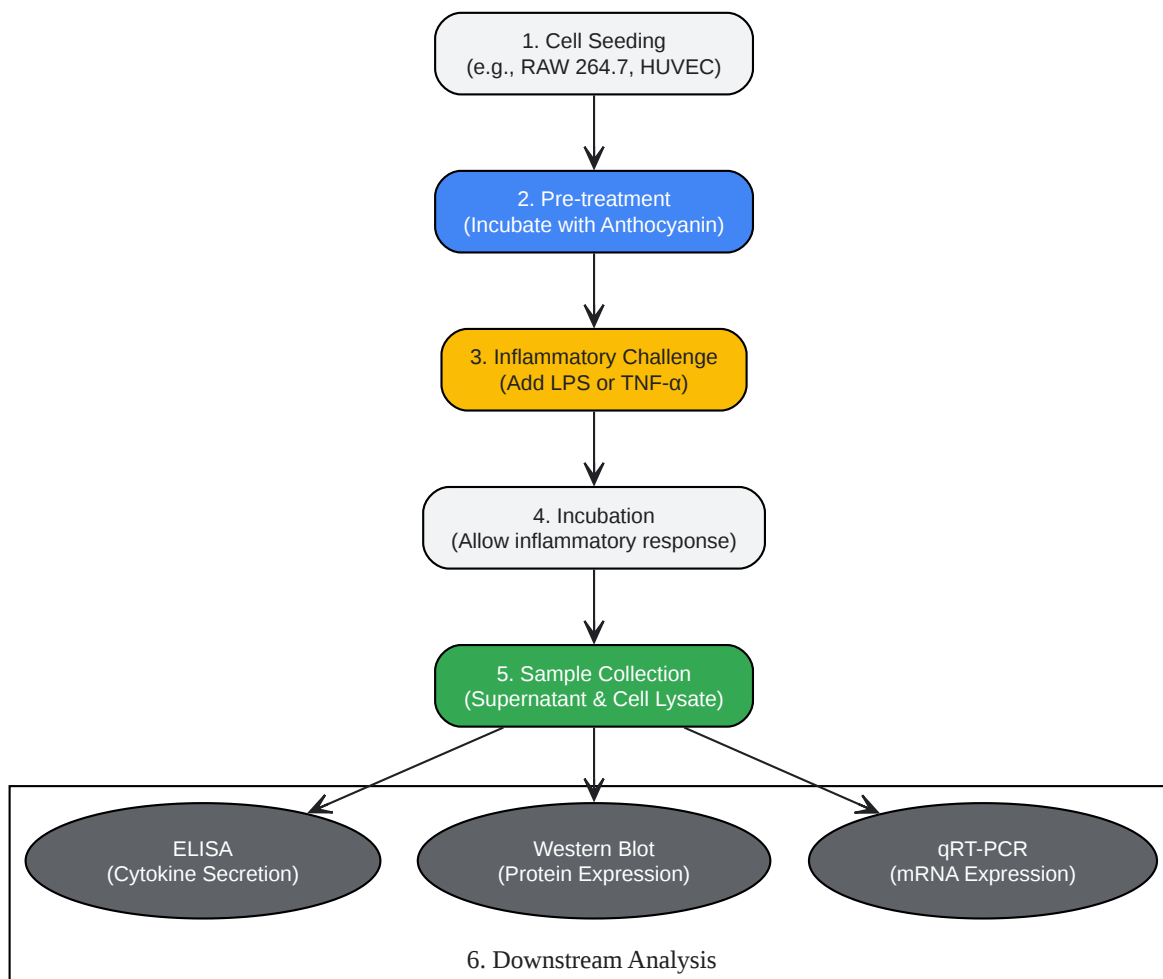 1. Cell Seeding
(e.g., RAW 264.7, HUVEC)
2. Pre-treatment
(Incubate with Anthocyanin)
3. Inflammatory Challenge
(Add LPS or TNF-α)
4. Incubation
(Allow inflammatory response)
5. Sample Collection
(Supernatant & Cell Lysate)
ELISA
(Cytokine Secretion)
Western Blot
(Protein Expression)
qRT-PCR
(mRNA Expression)
6. Downstream Analysis